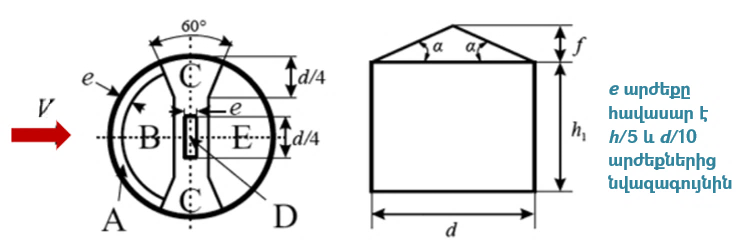 60°
C
d/4
e
V
e
B
E
d/4
A
C
D
α
α
f
h₁
d
e արժեքը
հավասար է
h/5 և d/10
արժեքներից
նվազագույնին